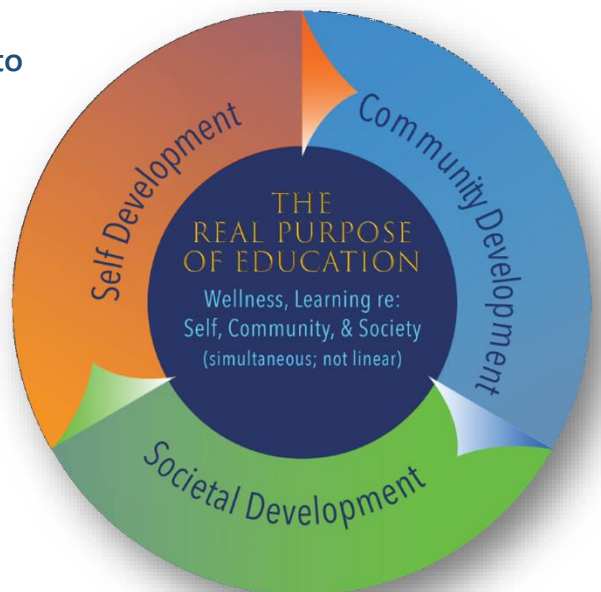 to
Self Development
Community Development
THE
REAL PURPOSE
OF EDUCATION
Wellness, Learning re:
Self, Community, & Society
(simultaneous; not linear)
Societal Development